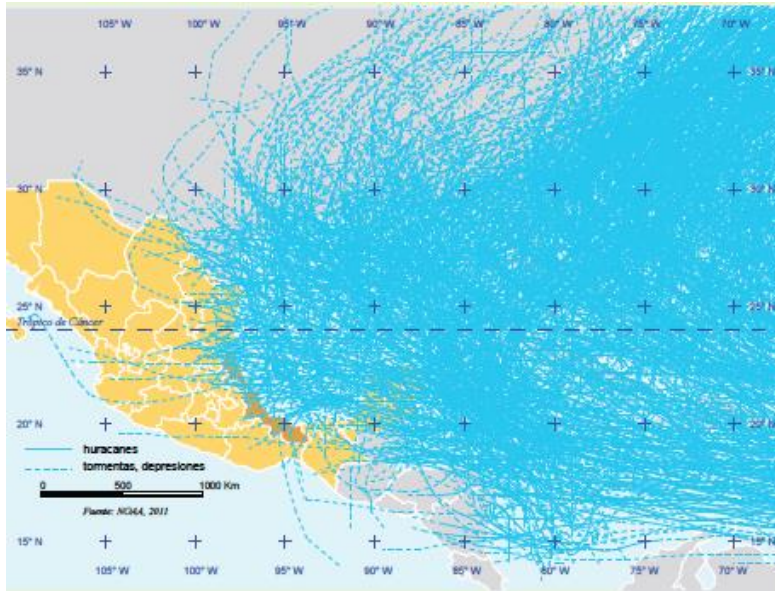 105° W 100° W 95° W 90° W 85° W 80° W 75° W 70° W
35° N 35° N
30° N 30° N
25° N 25° N
Trópico de Cáncer
20° N 20° N
huracanes
tormentas, depresiones
0 500 1000 Km
Fuente: NOAA, 2011
15° N 15° N
105° W 100° W 95° W 90° W 85° W 80° W 75° W 70° W